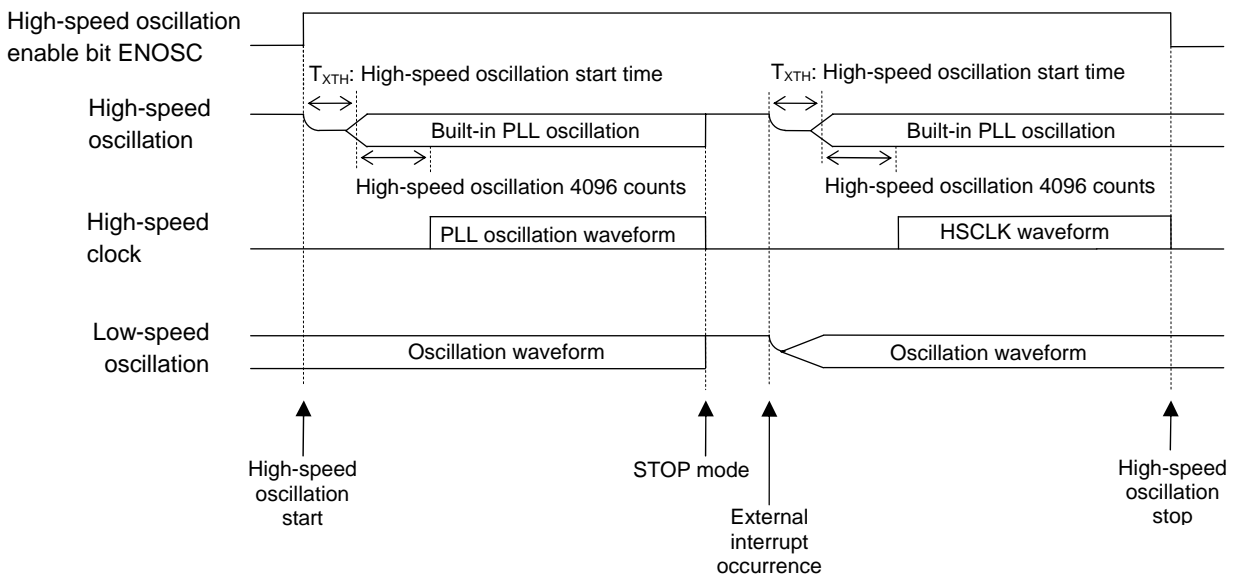 High-speed oscillation
enable bit ENOSC
T_XTH: High-speed oscillation start time
T_XTH: High-speed oscillation start time
High-speed
oscillation
Built-in PLL oscillation
Built-in PLL oscillation
High-speed oscillation 4096 counts
High-speed oscillation 4096 counts
High-speed
clock
PLL oscillation waveform
HSCLK waveform
Low-speed
oscillation
Oscillation waveform
Oscillation waveform
High-speed
oscillation
start
STOP mode
External
interrupt
occurrence
High-speed
oscillation
stop